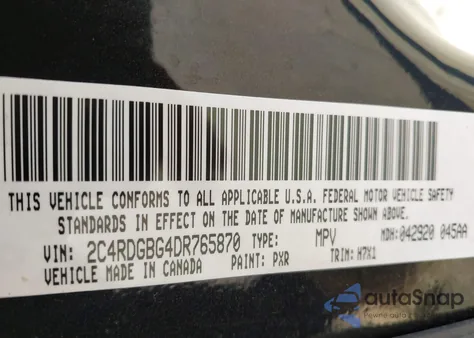 THIS VEHICLE CONFORMS TO ALL APPLICABLE U.S.A. FEDERAL MOTOR VEHICLE SAFETY
STANDARDS IN EFFECT ON THE DATE OF MANUFACTURE SHOWN ABOVE.
VIN: 2C4RDGBG4DR765870 TYPE: MPV MDH: 042920 045AA
VEHICLE MADE IN CANADA PAINT: PXR TRIM: H7X1
autoSnap